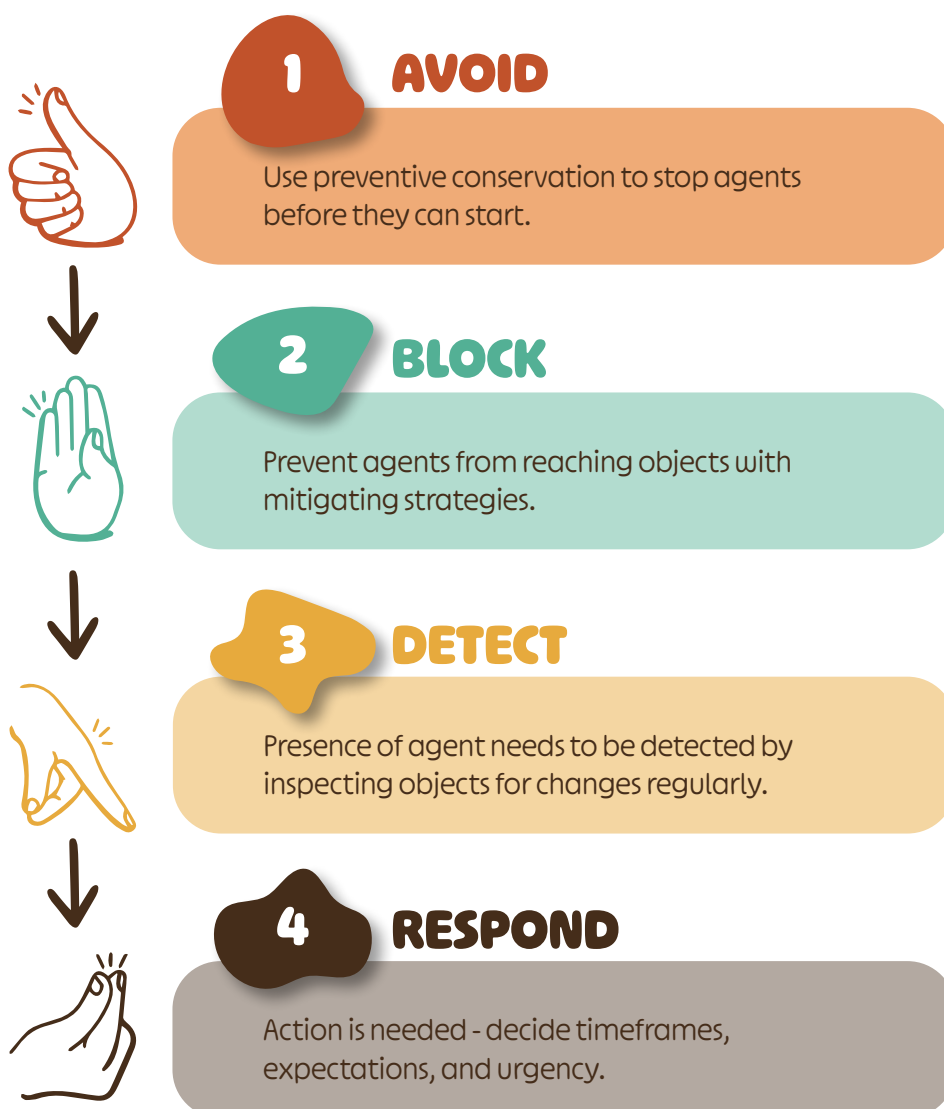 1
AVOID
Use preventive conservation to stop agents
before they can start.
2
BLOCK
Prevent agents from reaching objects with
mitigating strategies.
3
DETECT
Presence of agent needs to be detected by
inspecting objects for changes regularly.
4
RESPOND
Action is needed - decide timeframes,
expectations, and urgency.